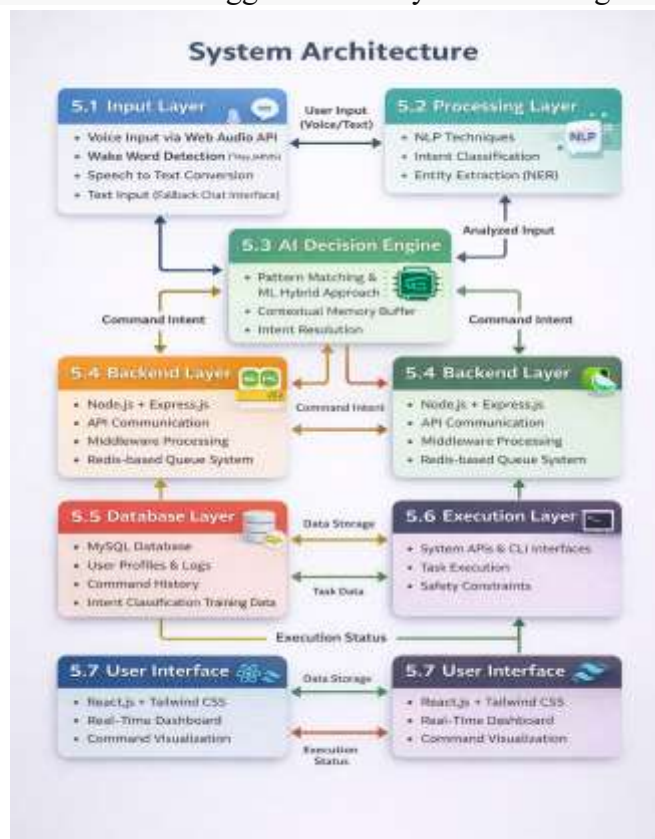 System Architecture
5.1 Input Layer
• Voice Input via Web Audio API
• Wake Word Detection
• Speech to Text Conversion
• Text Input (Fallback Chat Interface)
User Input
(Voice/Text)
5.2 Processing Layer
NLP
• NLP Techniques
• Intent Classification
• Entity Extraction (NER)
Analyzed Input
5.3 AI Decision Engine
• Pattern Matching &
ML Hybrid Approach
• Contextual Memory Buffer
• Intent Resolution
Command Intent
Command Intent
5.4 Backend Layer
• Node.js + Express.js
• API Communication
• Middleware Processing
• Redis-based Queue System
Command Intent
5.4 Backend Layer
• Node.js + Express.js
• API Communication
• Middleware Processing
• Redis-based Queue System
5.5 Database Layer
• MySQL Database
• User Profiles & Logs
• Command History
• Intent Classification Training Data
Data Storage
Task Data
5.6 Execution Layer
• System APIs & CLI Interfaces
• Task Execution
• Safety Constraints
Execution Status
5.7 User Interface
• React.js + Tailwind CSS
• Real-Time Dashboard
• Command Visualization
Data Storage
Execution
Status
5.7 User Interface
• React.js + Tailwind CSS
• Real-Time Dashboard
• Command Visualization